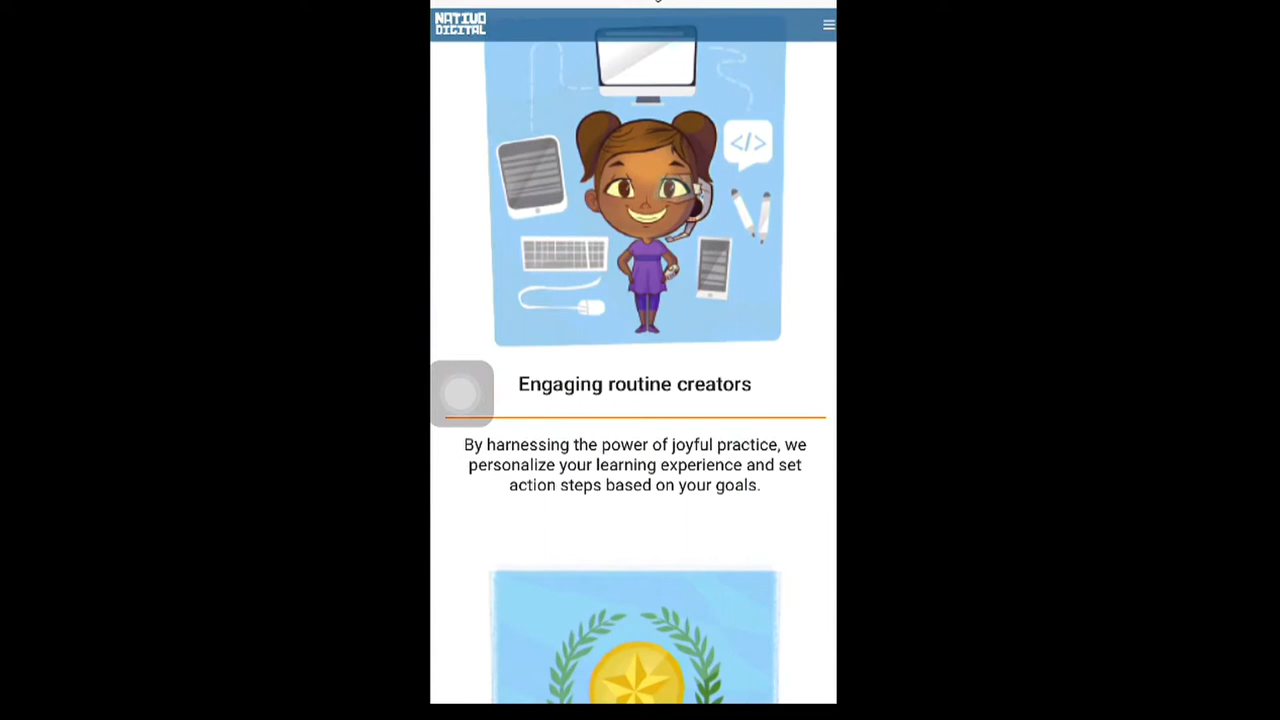 NATIVO
DIGITAL
</>
Engaging routine creators
By harnessing the power of joyful practice, we
personalize your learning experience and set
action steps based on your goals.